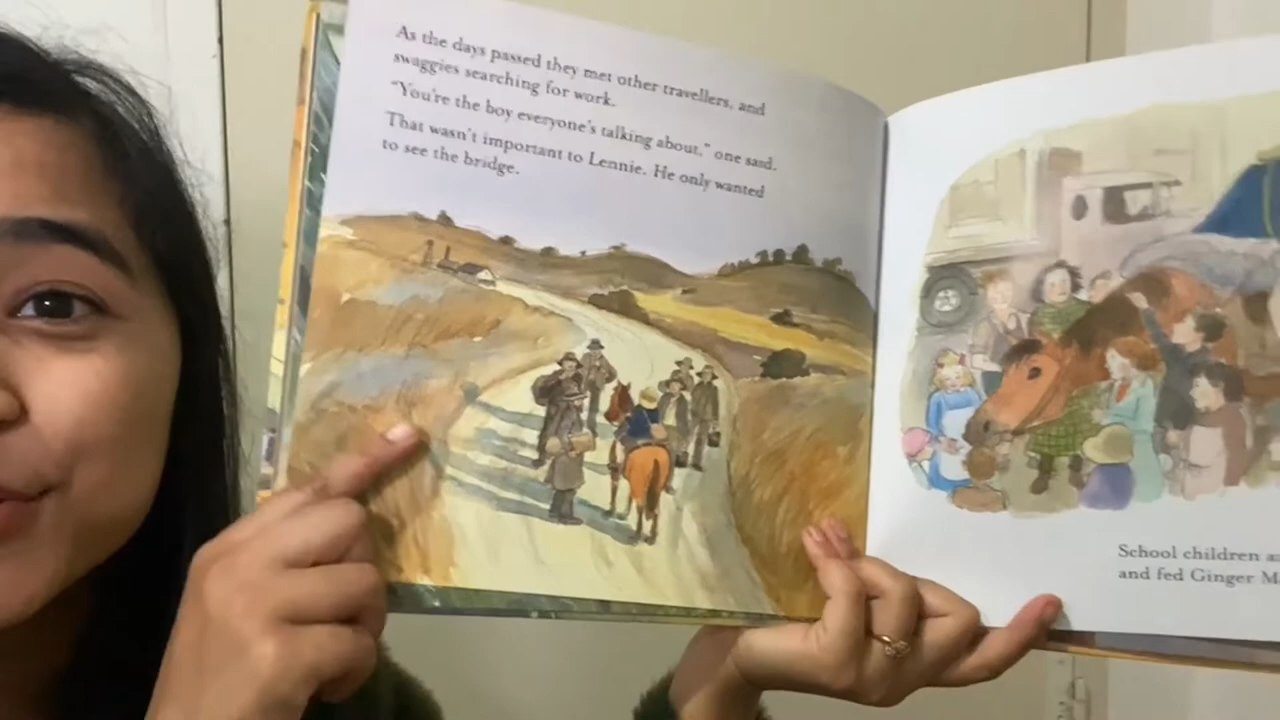 As the days passed they met other travellers, and
swaggies searching for work.
"You're the boy everyone's talking about," one said.
That wasn't important to Lennie. He only wanted
to see the bridge.
School children
and fed Ginger